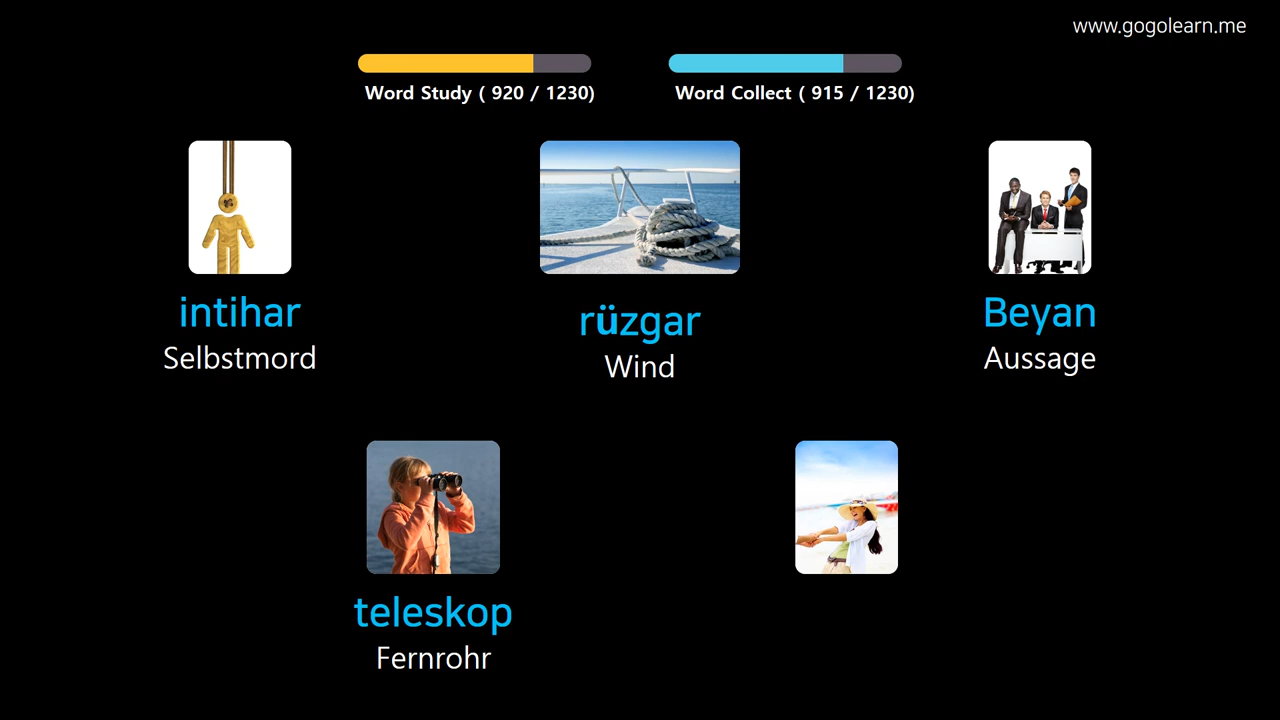 www.gogolearn.me
Word Study ( 920 / 1230)
Word Collect ( 915 / 1230)
intihar
Selbstmord
rüzgar
Wind
Beyan
Aussage
teleskop
Fernrohr